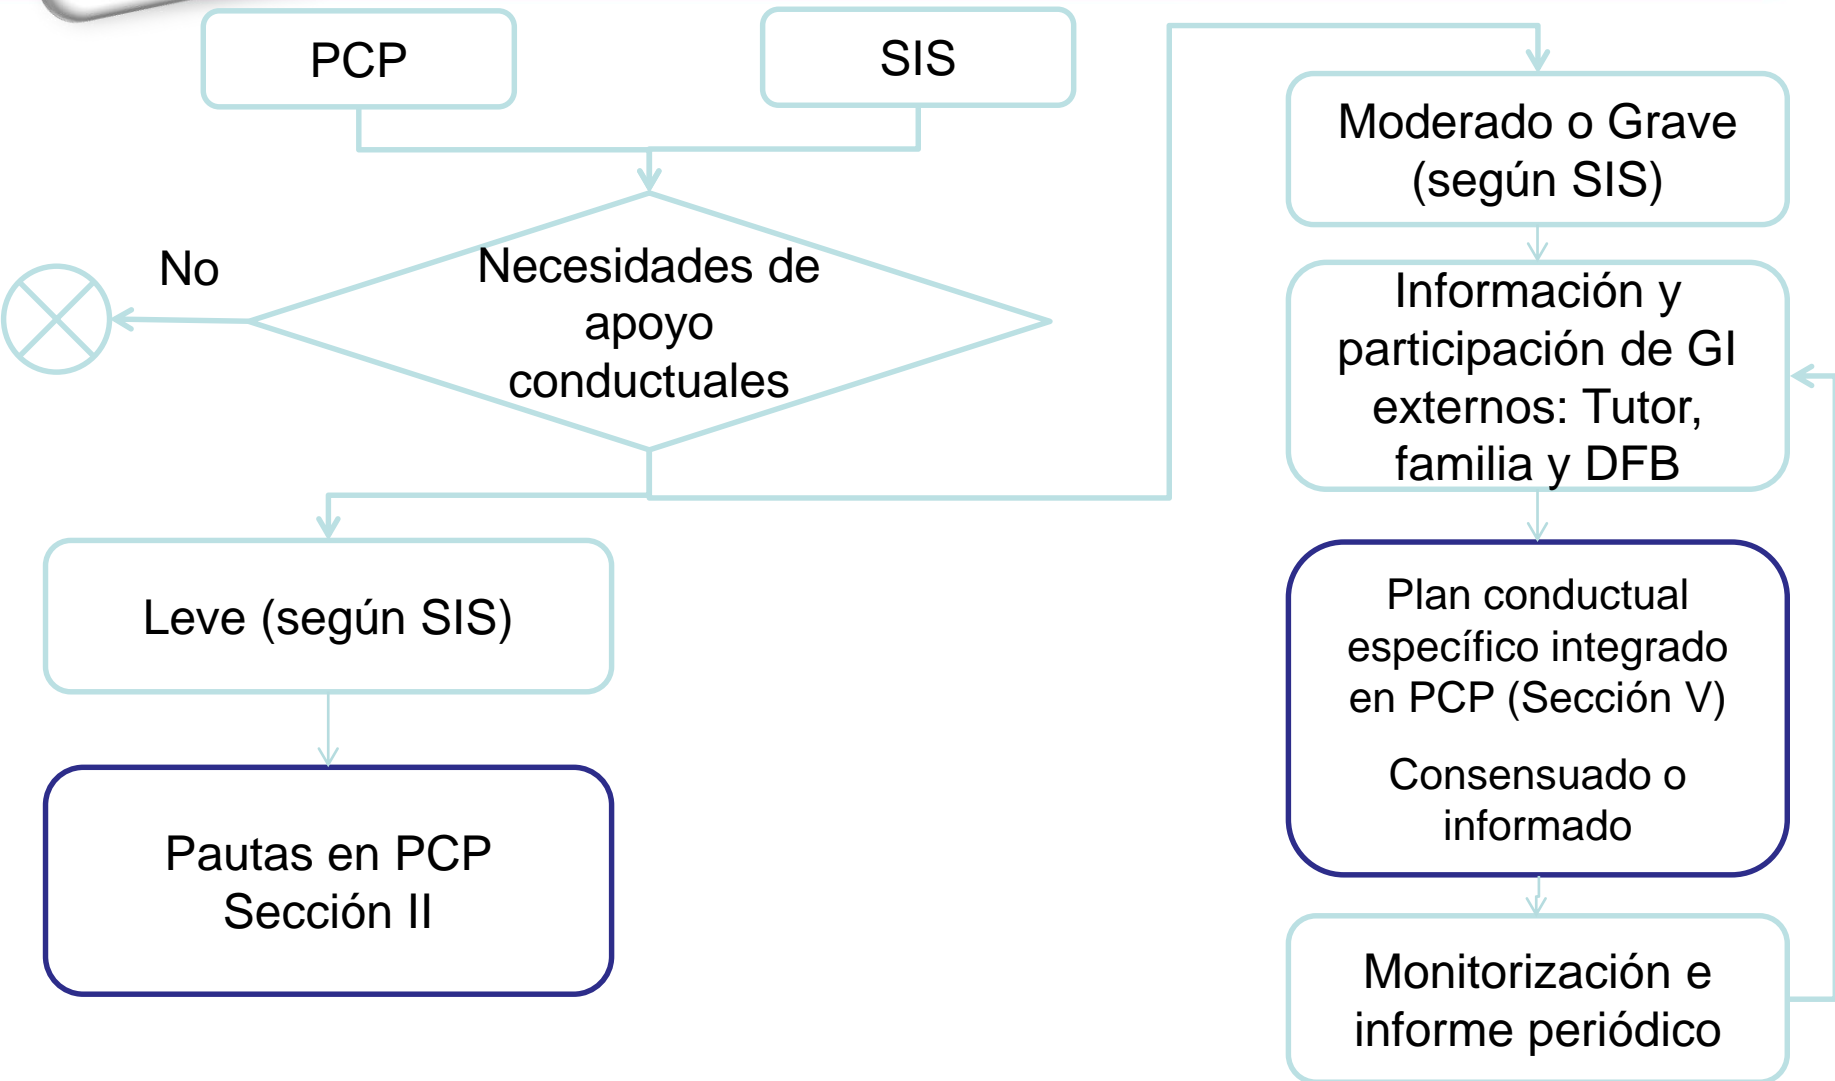 PCP
SIS
No
Necesidades de
apoyo
conductuales
Leve (según SIS)
Pautas en PCP
Sección II
Moderado o Grave
(según SIS)
Información y
participación de GI
externos: Tutor,
familia y DFB
Plan conductual
específico integrado
en PCP (Sección V)
Consensuado o
informado
Monitorización e
informe periódico